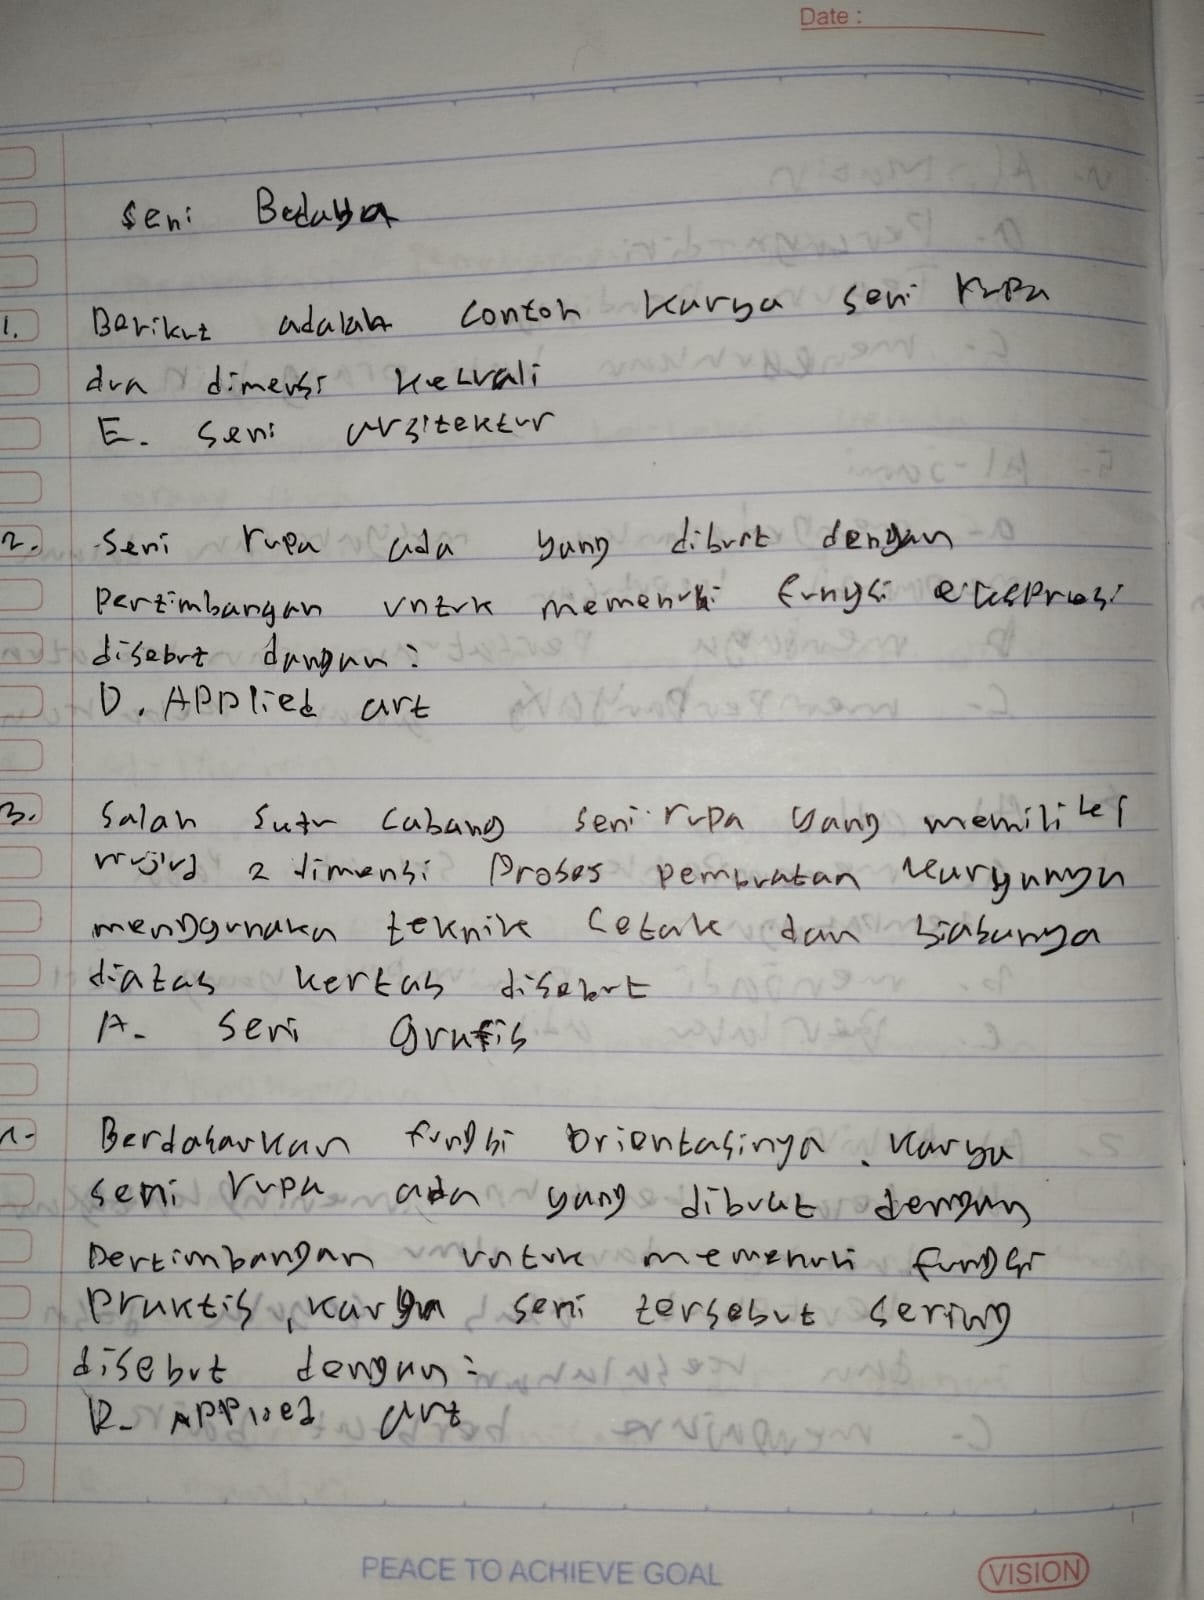 Date :
Seni Budaya
1. Berikut adalah contoh karya seni rupa
dua dimensi kecuali
E. Seni arsitektur
2. Seni rupa ada yang dibuat dengan
pertimbangan untuk memenuhi fungsi ekspresi
disebut dangan :
D. Applied art
3. Salah satu cabang seni rupa yang memiliki
wujud 2 dimensi Proses pembuatan karyanya
menggunaka teknik cetak dan biasanya
diatas kertas disebut
A. Seni grafis
Berdasarkan fungsi orientasinya. Karya
seni rupa ada yang dibuat dengan
pertimbangan untuk memenuhi fungsi
praktis, karya seni tersebut sering
disebut dengan :
Applied art
PEACE TO ACHIEVE GOAL
VISION